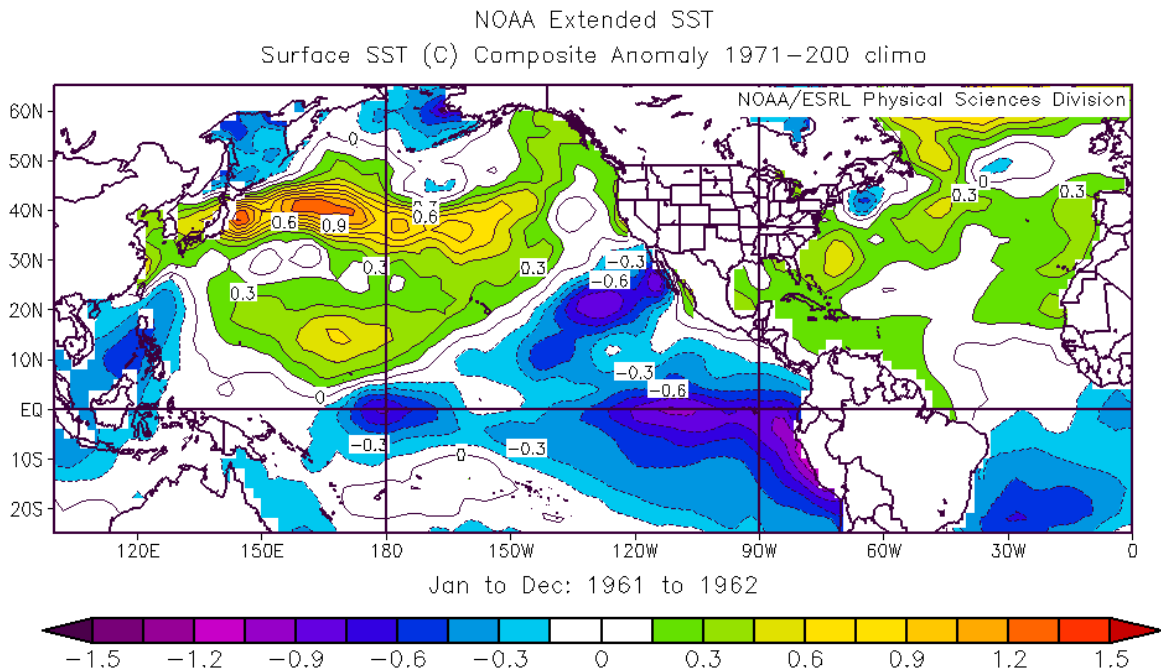 NOAA Extended SST
Surface SST (C) Composite Anomaly 1971-200 climo
NOAA/ESRL Physical Sciences Division
60N
50N
40N
30N
20N
10N
EQ
10S
20S
0
0
0.3
0.6
0.6
0.9
0.3
0.3
0.3
0.3
-0.3
-0.6
0
-0.3
-0.6
-0.3
-0.3
0
120E 150E 180 150W 120W 90W 60W 30W 0
Jan to Dec: 1961 to 1962
-1.5 -1.2 -0.9 -0.6 -0.3 0 0.3 0.6 0.9 1.2 1.5